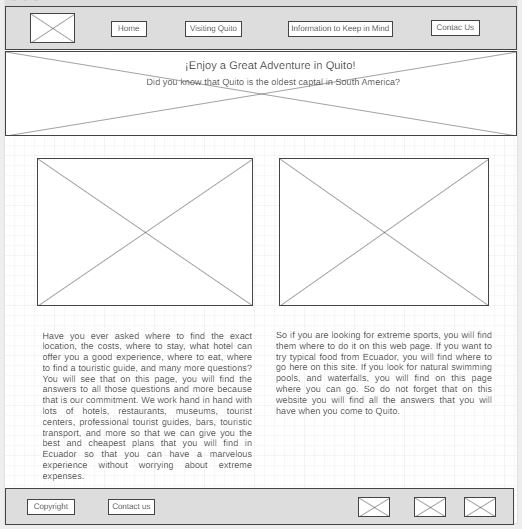 Home
Visiting Quito
Information to Keep in Mind
Contac Us
¡Enjoy a Great Adventure in Quito!
Did you know that Quito is the oldest captal in South America?
Have you ever asked where to find the exact
location, the costs, where to stay, what hotel can
offer you a good experience, where to eat, where
to find a touristic guide, and many more questions?
You will see that on this page, you will find the
answers to all those questions and more because
that is our commitment. We work hand in hand with
lots of hotels, restaurants, museums, tourist
centers, professional tourist guides, bars, touristic
transport, and more so that we can give you the
best and cheapest plans that you will find in
Ecuador so that you can have a marvelous
experience without worrying about extreme
expenses.
So if you are looking for extreme sports, you will find
them where to do it on this web page. If you want to
try typical food from Ecuador, you will find where to
go here on this site. If you look for natural swimming
pools, and waterfalls, you will find on this page
where you can go. So do not forget that on this
website you will find all the answers that you will
have when you come to Quito.
Copyright
Contact us